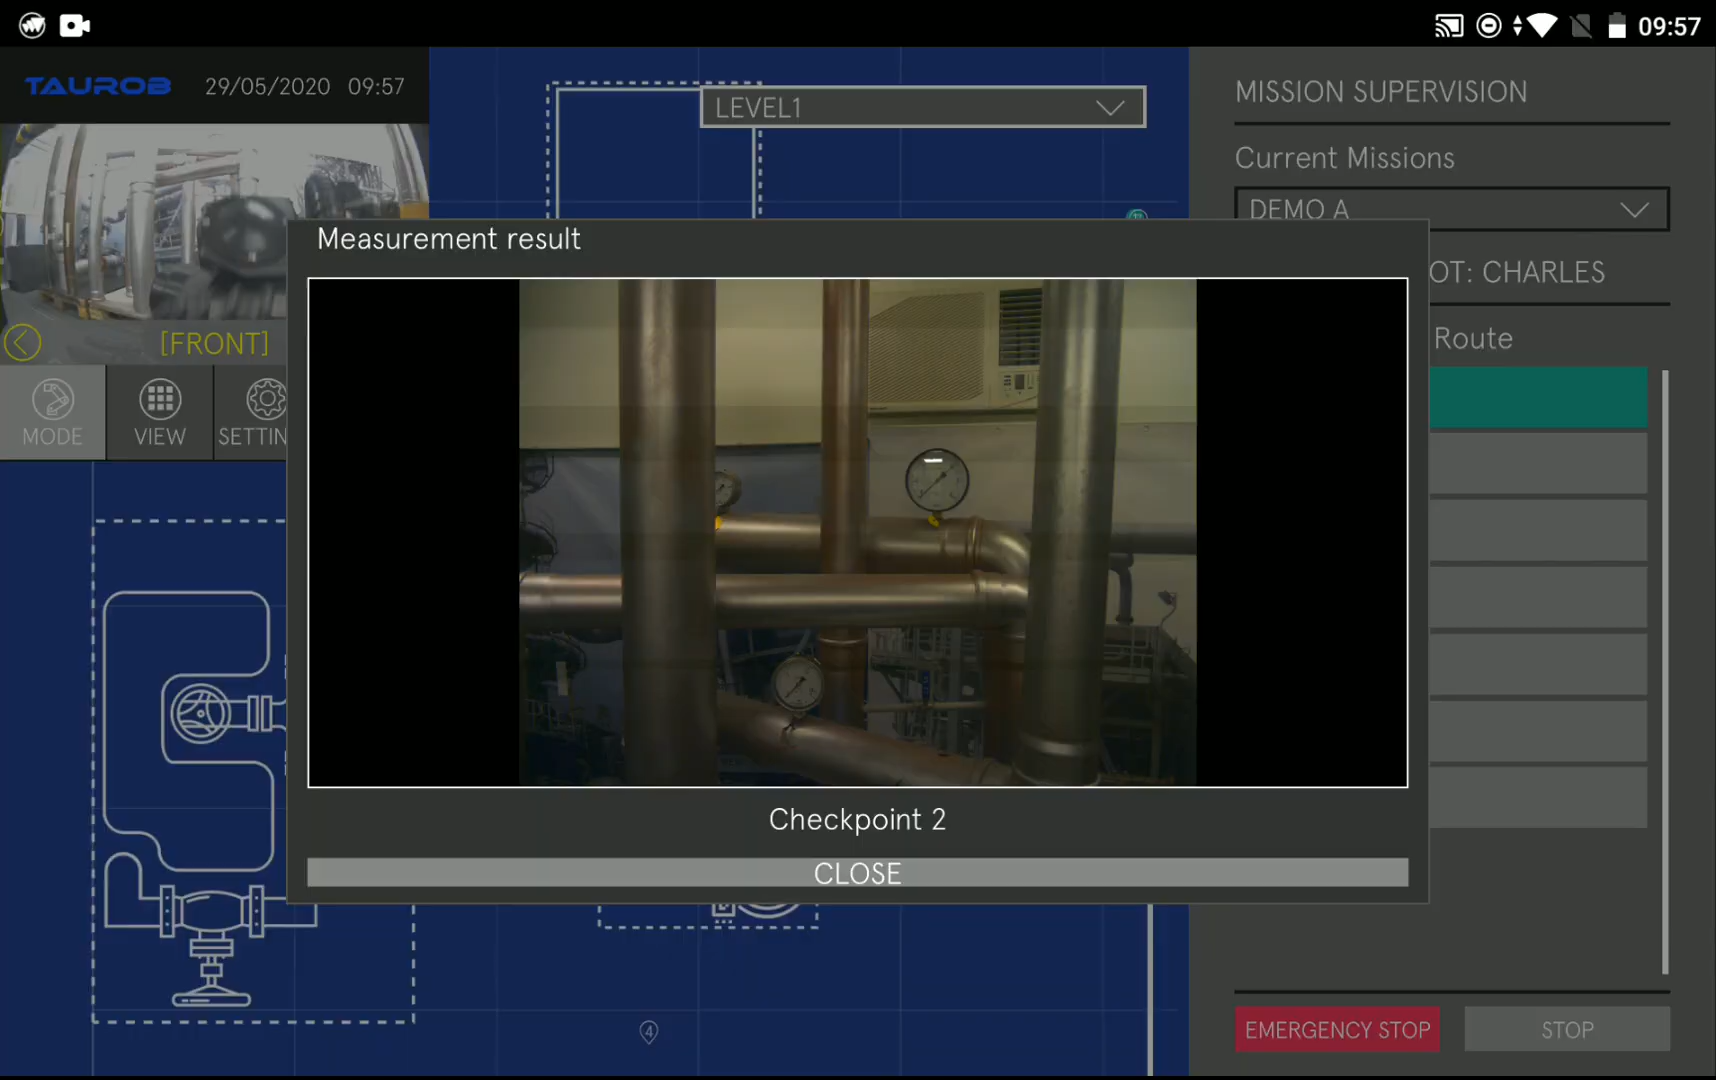 09:57
TAUROB 29/05/2020 09:57
LEVEL1
MISSION SUPERVISION
Current Missions
DEMO A
OT: CHARLES
Route
[FRONT]
MODE
VIEW
SETTIN
Measurement result
Checkpoint 2
CLOSE
4
EMERGENCY STOP
STOP